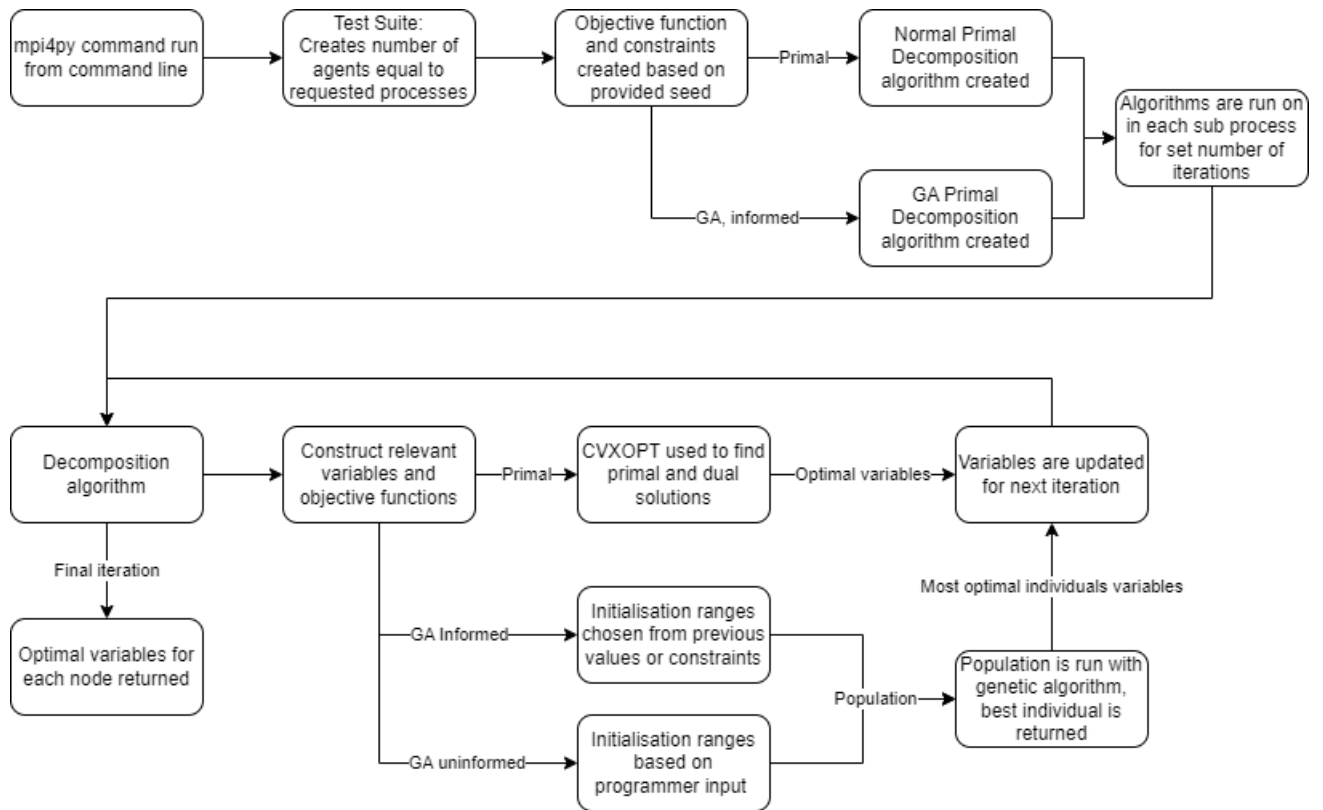 mpi4py command run
from command line
Test Suite:
Creates number of
agents equal to
requested processes
Objective function
and constraints
created based on
provided seed
Primal
Normal Primal
Decomposition
algorithm created
GA, informed
GA Primal
Decomposition
algorithm created
Algorithms are run on
in each sub process
for set number of
iterations
Decomposition
algorithm
Final iteration
Optimal variables for
each node returned
Construct relevant
variables and
objective functions
Primal
CVXOPT used to find
primal and dual
solutions
Optimal variables
Variables are updated
for next iteration
GA Informed
Initialisation ranges
chosen from previous
values or constraints
GA uninformed
Initialisation ranges
based on
programmer input
Population
Most optimal individuals variables
Population is run with
genetic algorithm,
best individual is
returned